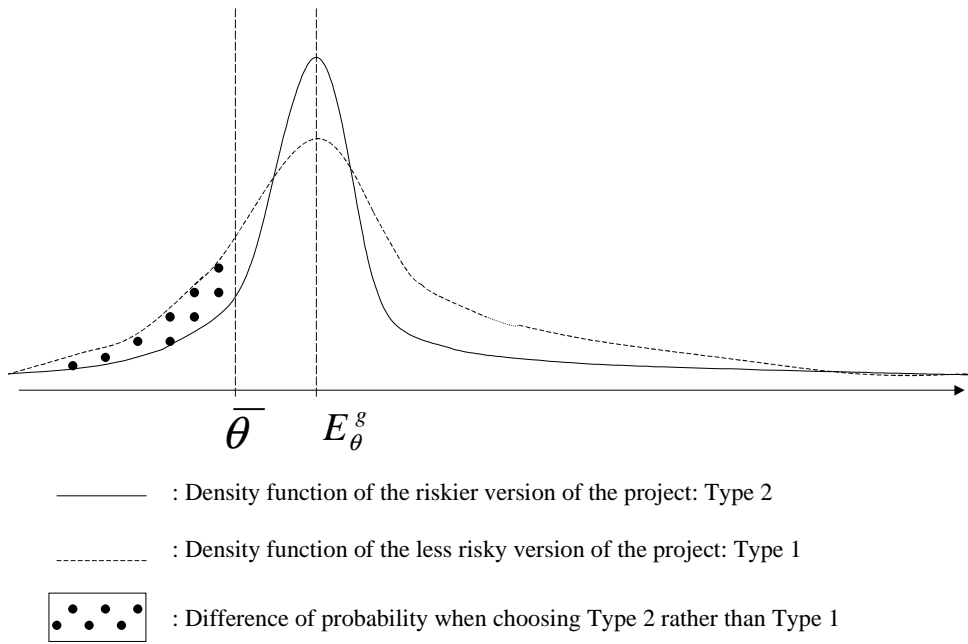 θ̅ E_θ^g
: Density function of the riskier version of the project: Type 2
: Density function of the less risky version of the project: Type 1
: Difference of probability when choosing Type 2 rather than Type 1